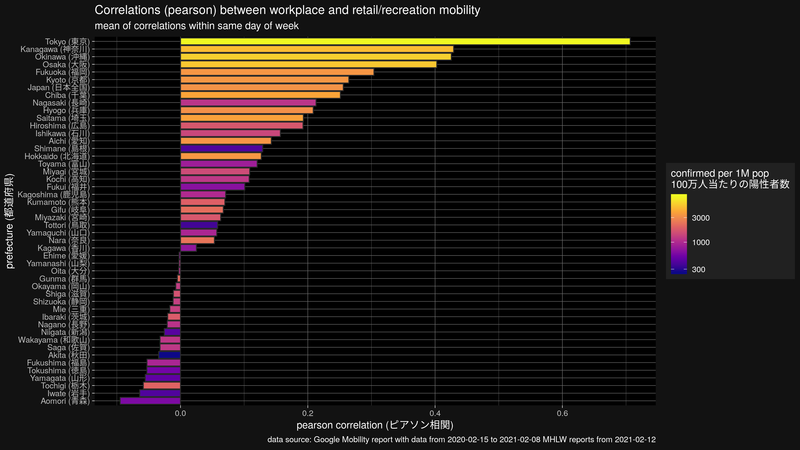 Correlations (pearson) between workplace and retail/recreation mobility
mean of correlations within same day of week
Tokyo (東京)
Kanagawa (神奈川)
Okinawa (沖縄)
Osaka (大阪)
Fukuoka (福岡)
Kyoto (京都)
Japan (日本全国)
Chiba (千葉)
Nagasaki (長崎)
Hyogo (兵庫)
Saitama (埼玉)
Hiroshima (広島)
Ishikawa (石川)
Aichi (愛知)
Shimane (島根)
Hokkaido (北海道)
Toyama (富山)
Miyagi (宮城)
Kochi (高知)
Fukui (福井)
Kagoshima (鹿児島)
Kumamoto (熊本)
Gifu (岐阜)
Miyazaki (宮崎)
Tottori (鳥取)
Yamaguchi (山口)
Nara (奈良)
Kagawa (香川)
Ehime (愛媛)
Yamanashi (山梨)
Oita (大分)
Gunma (群馬)
Okayama (岡山)
Shiga (滋賀)
Shizuoka (静岡)
Mie (三重)
Ibaraki (茨城)
Nagano (長野)
Niigata (新潟)
Wakayama (和歌山)
Saga (佐賀)
Akita (秋田)
Fukushima (福島)
Tokushima (徳島)
Yamagata (山形)
Tochigi (栃木)
Iwate (岩手)
Aomori (青森)
prefecture (都道府県)
0.0 0.2 0.4 0.6
pearson correlation (ピアソン相関)
confirmed per 1M pop
100万人当たりの陽性者数
3000
1000
300
data source: Google Mobility report with data from 2020-02-15 to 2021-02-08 MHLW reports from 2021-02-12